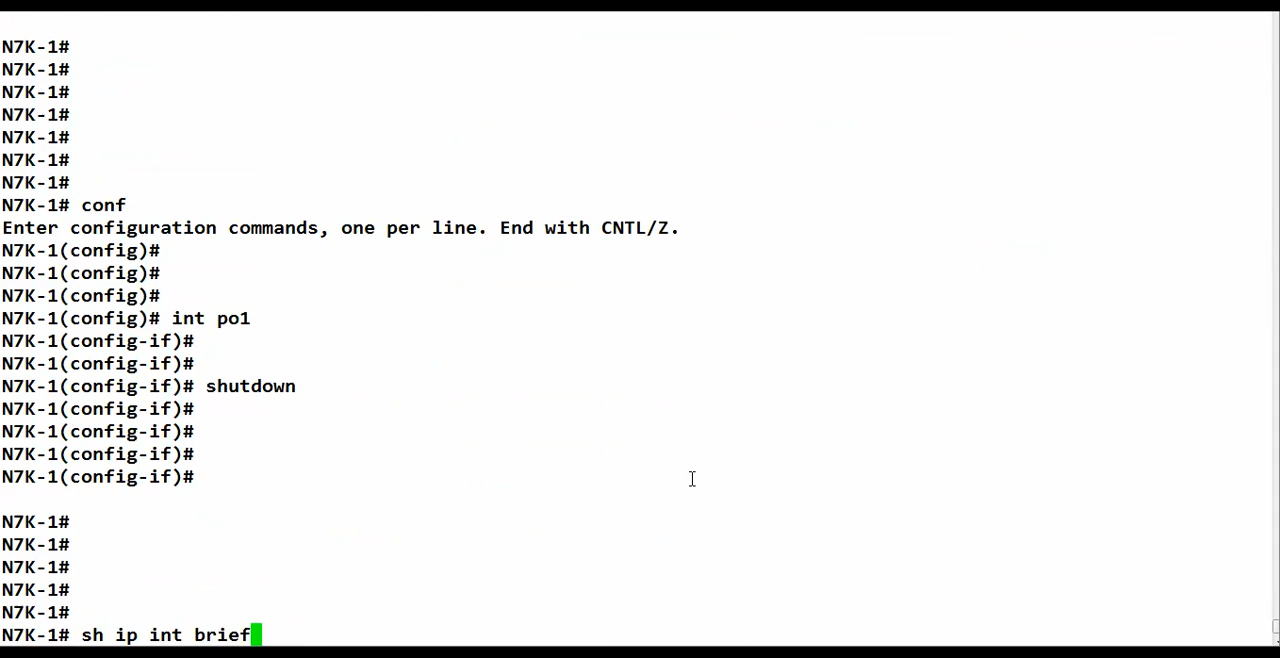 N7K-1#
N7K-1#
N7K-1#
N7K-1#
N7K-1#
N7K-1#
N7K-1#
N7K-1# conf
Enter configuration commands, one per line. End with CNTL/Z.
N7K-1(config)#
N7K-1(config)#
N7K-1(config)#
N7K-1(config)# int po1
N7K-1(config-if)#
N7K-1(config-if)#
N7K-1(config-if)# shutdown
N7K-1(config-if)#
N7K-1(config-if)#
N7K-1(config-if)#
N7K-1(config-if)#
N7K-1#
N7K-1#
N7K-1#
N7K-1#
N7K-1#
N7K-1# sh ip int brief